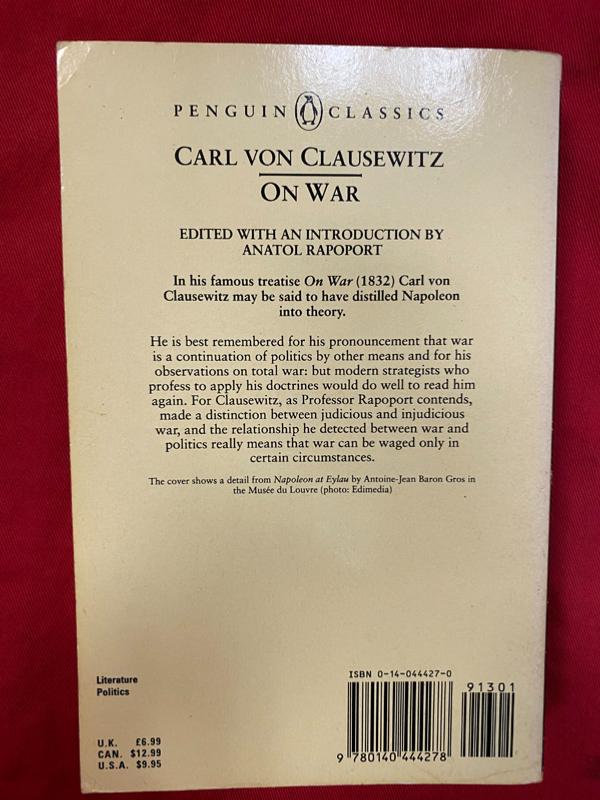 PENGUIN CLASSICS
CARL VON CLAUSEWITZ
ON WAR
EDITED WITH AN INTRODUCTION BY
ANATOL RAPOPORT
In his famous treatise On War (1832) Carl von
Clausewitz may be said to have distilled Napoleon
into theory.
He is best remembered for his pronouncement that war
is a continuation of politics by other means and for his
observations on total war: but modern strategists who
profess to apply his doctrines would do well to read him
again. For Clausewitz, as Professor Rapoport contends,
made a distinction between judicious and injudicious
war, and the relationship he detected between war and
politics really means that war can be waged only in
certain circumstances.
The cover shows a detail from Napoleon at Eylau by Antoine-Jean Baron Gros in
the Musée du Louvre (photo: Edimedia)
Literature
Politics
U.K. £6.99
CAN. $12.99
U.S.A. $9.95
ISBN 0-14-044427-0
91301
9 780140 444278